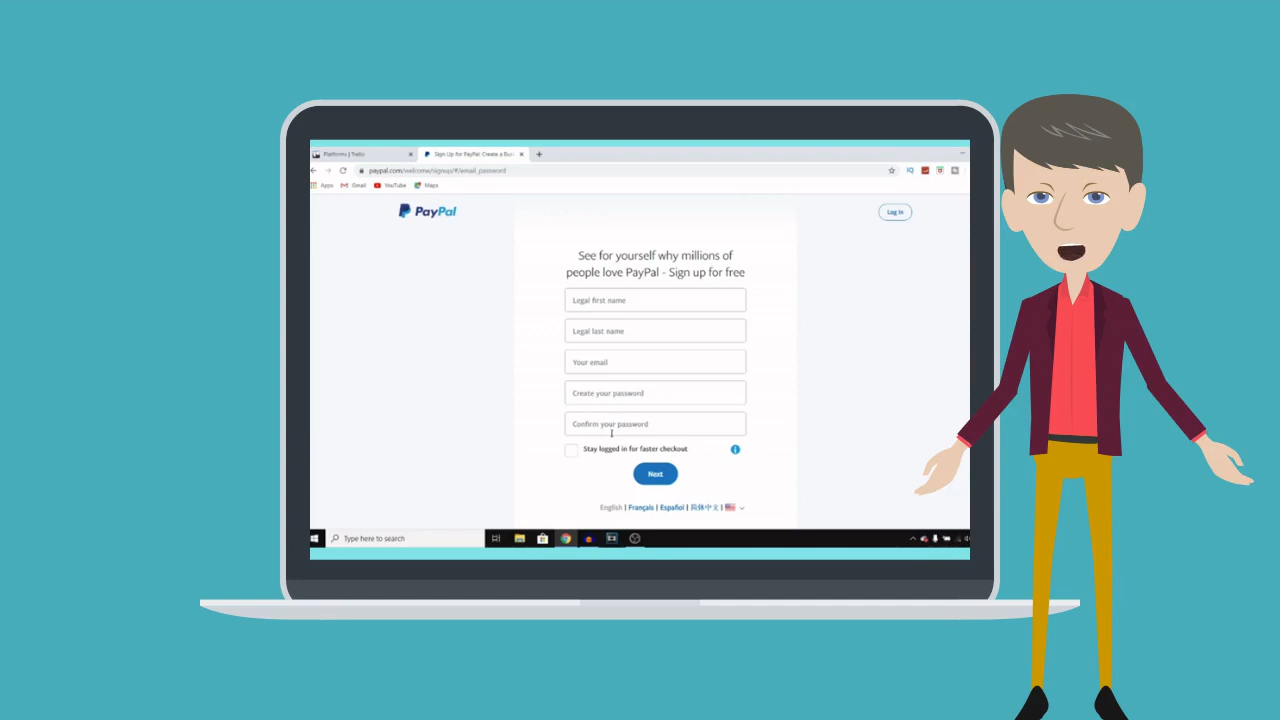 Platforms | Trello
Sign Up for PayPal: Create a Bus
paypal.com/welcome/signup/#/email_password
Apps Gmail YouTube Maps
PayPal
Log In
See for yourself why millions of
people love PayPal - Sign up for free
Legal first name
Legal last name
Your email
Create your password
Confirm your password
Stay logged in for faster checkout
Next
English | Français | Español | 简体中文 |
Type here to search